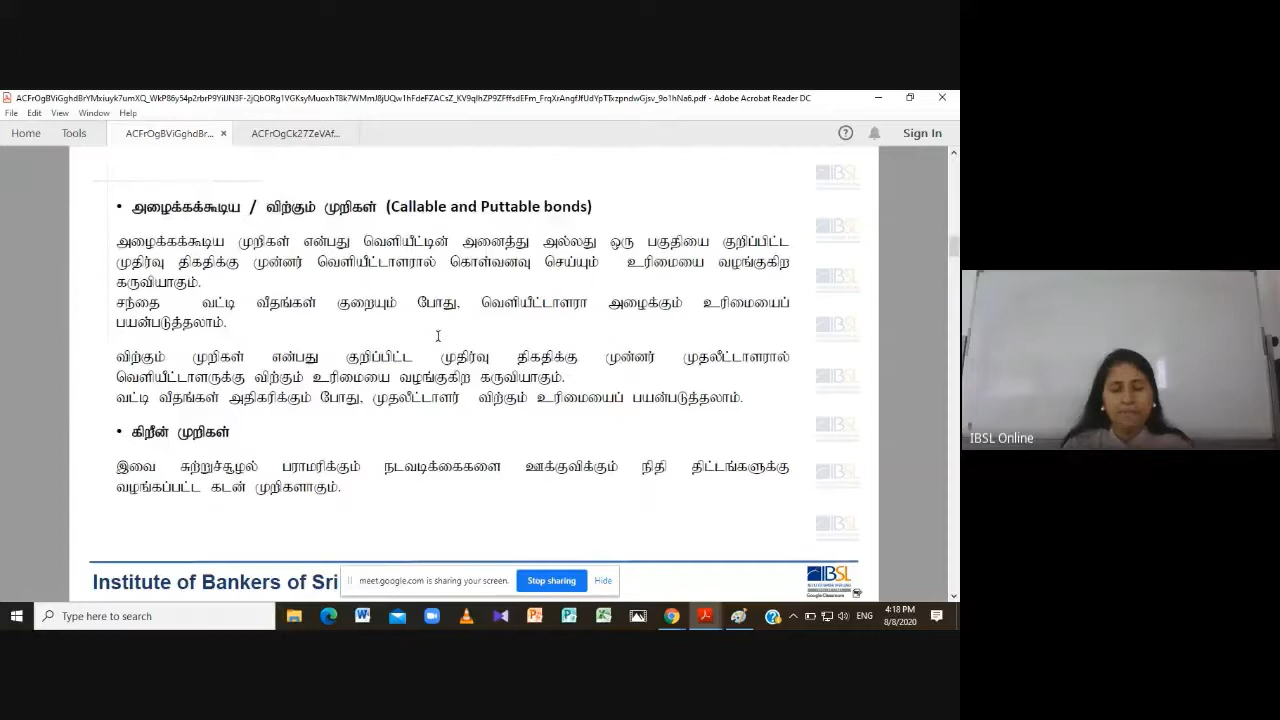 File Edit View Window Help
Home Tools ACFrOgBViGghdBr... × ACFrOgCk27ZeVAf... Sign In
• அழைக்கக்கூடிய / விற்கும் முறிகள் (Callable and Puttable bonds)
அழைக்கக்கூடிய முறிகள் என்பது வெளியீட்டின் அனைத்து அல்லது ஒரு பகுதியை குறிப்பிட்ட
முதிர்வு திகதிக்கு முன்னர் வெளியீட்டாளரால் கொள்வனவு செய்யும் உரிமையை வழங்குகிற
கருவியாகும்.
சந்தை வட்டி வீதங்கள் குறையும் போது, வெளியீட்டாளரா அழைக்கும் உரிமையைப்
பயன்படுத்தலாம்.
விற்கும் முறிகள் என்பது குறிப்பிட்ட முதிர்வு திகதிக்கு முன்னர் முதலீட்டாளரால்
வெளியீட்டாளருக்கு விற்கும் உரிமையை வழங்குகிற கருவியாகும்.
வட்டி வீதங்கள் அதிகரிக்கும் போது, முதலீட்டாளர் விற்கும் உரிமையைப் பயன்படுத்தலாம்.
• கிறீன் முறிகள்
இவை சுற்றுச்சூழல் பராமரிக்கும் நடவடிக்கைகளை ஊக்குவிக்கும் நிதி திட்டங்களுக்கு
வழங்கப்பட்ட கடன் முறிகளாகும்.
IBSL Online
Institute of Bankers of Sri
meet.google.com is sharing your screen. Stop sharing Hide
IBSL
Google Classroom
Type here to search
ENG
4:18 PM
8/8/2020